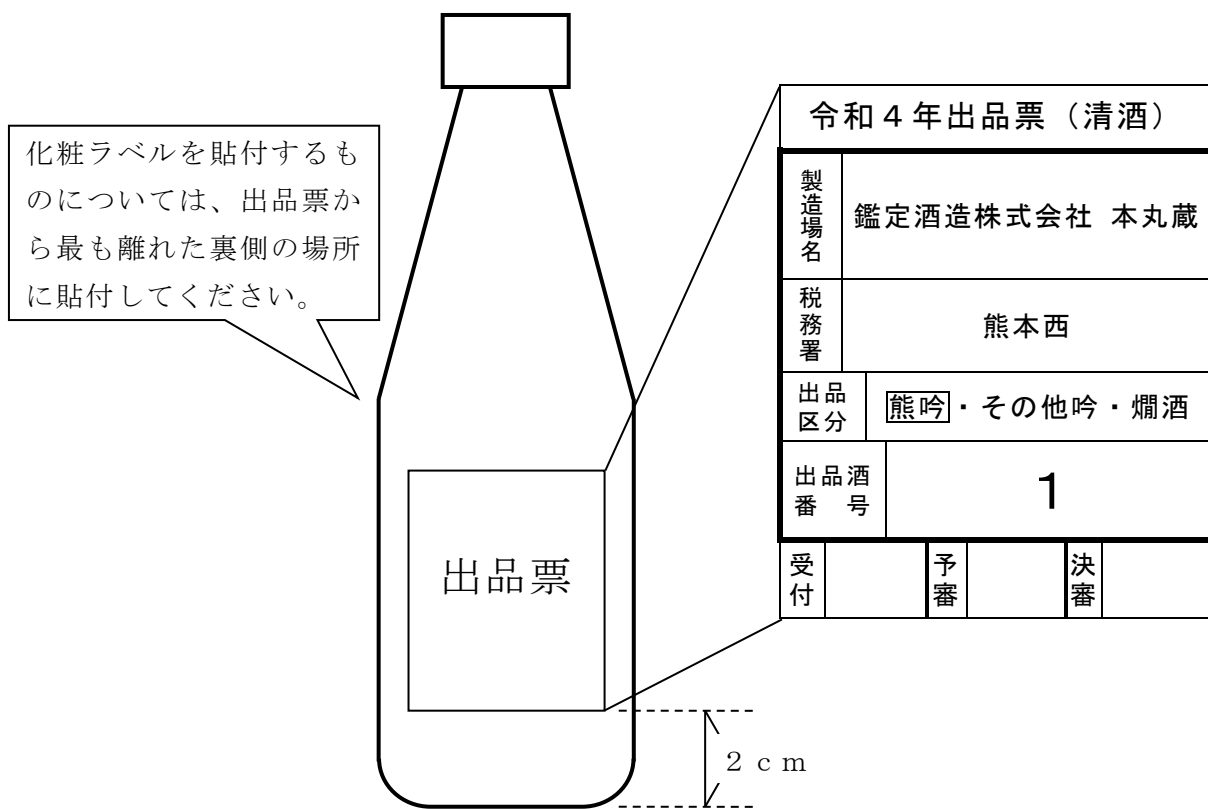 化粧ラベルを貼付するも
のについては、出品票か
ら最も離れた裏側の場所
に貼付してください。
出品票
２ｃｍ
令和４年出品票（清酒）
製造場名
鑑定酒造株式会社 本丸蔵
税務署
熊本西
出品
区分
熊吟・その他吟・燗酒
出品酒
番　号
1
受付
予審
決審